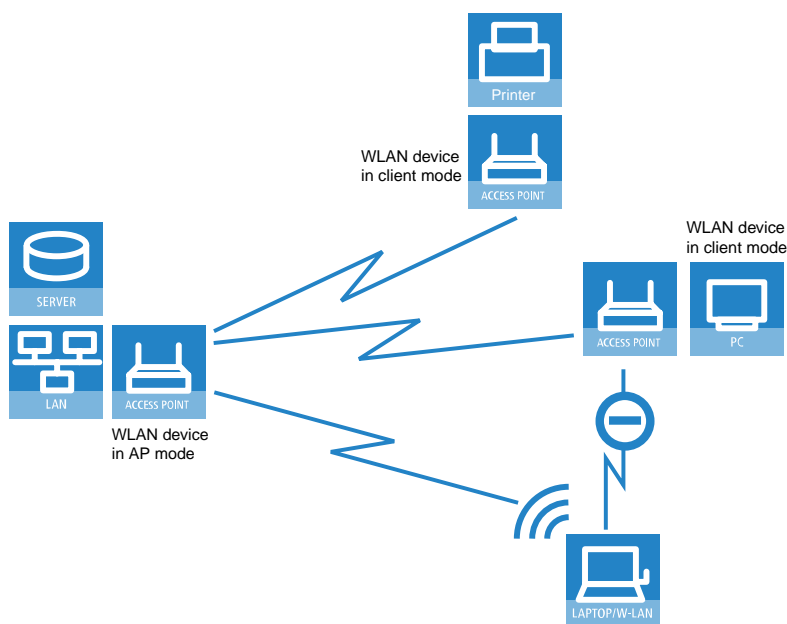 Printer
WLAN device
in client mode
ACCESS POINT
WLAN device
in client mode
SERVER
ACCESS POINT
PC
LAN
ACCESS POINT
WLAN device
in AP mode
LAPTOP/W-LAN